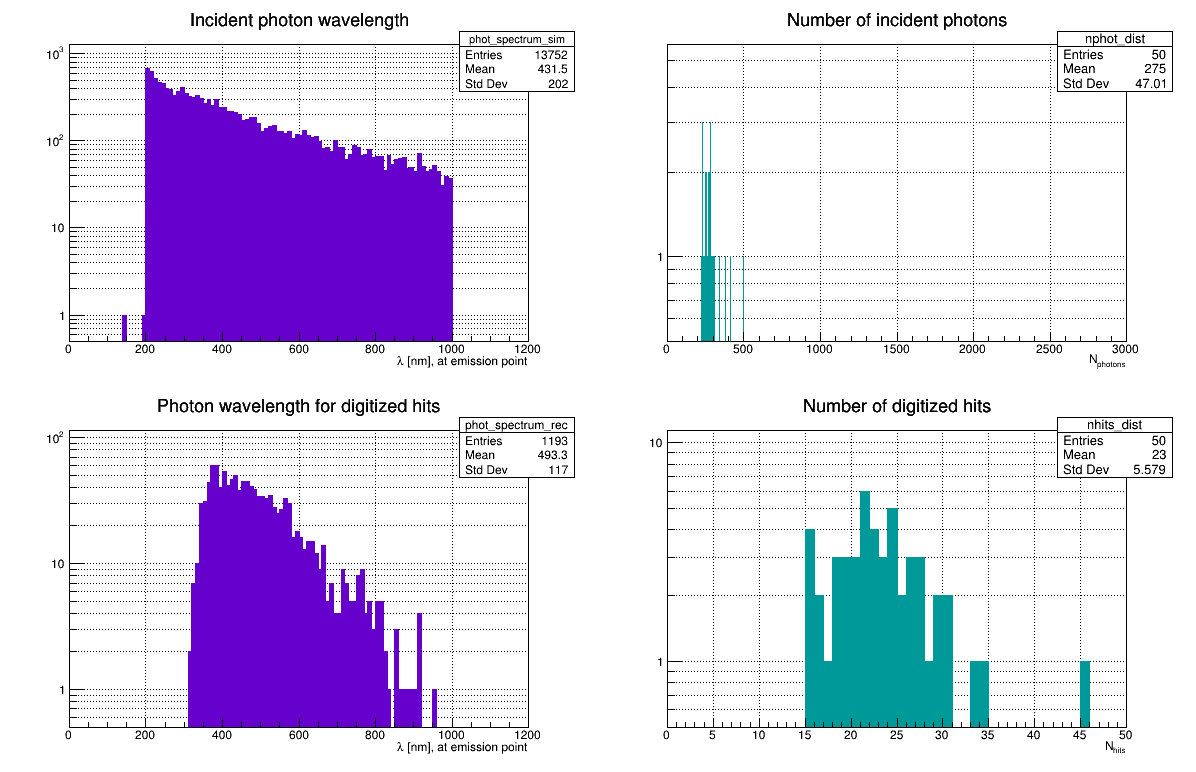 Incident photon wavelength
phot_spectrum_sim
Entries 13752
Mean 431.5
Std Dev 202
10³
10²
10
1
0 200 400 600 800 1000 1200
λ [nm], at emission point
Number of incident photons
nphot_dist
Entries 50
Mean 275
Std Dev 47.01
1
0 500 1000 1500 2000 2500 3000
Nphotons
Photon wavelength for digitized hits
phot_spectrum_rec
Entries 1193
Mean 493.3
Std Dev 117
10²
10
1
0 200 400 600 800 1000 1200
λ [nm], at emission point
Number of digitized hits
nhits_dist
Entries 50
Mean 23
Std Dev 5.579
10
1
0 5 10 15 20 25 30 35 40 45 50
Nhits